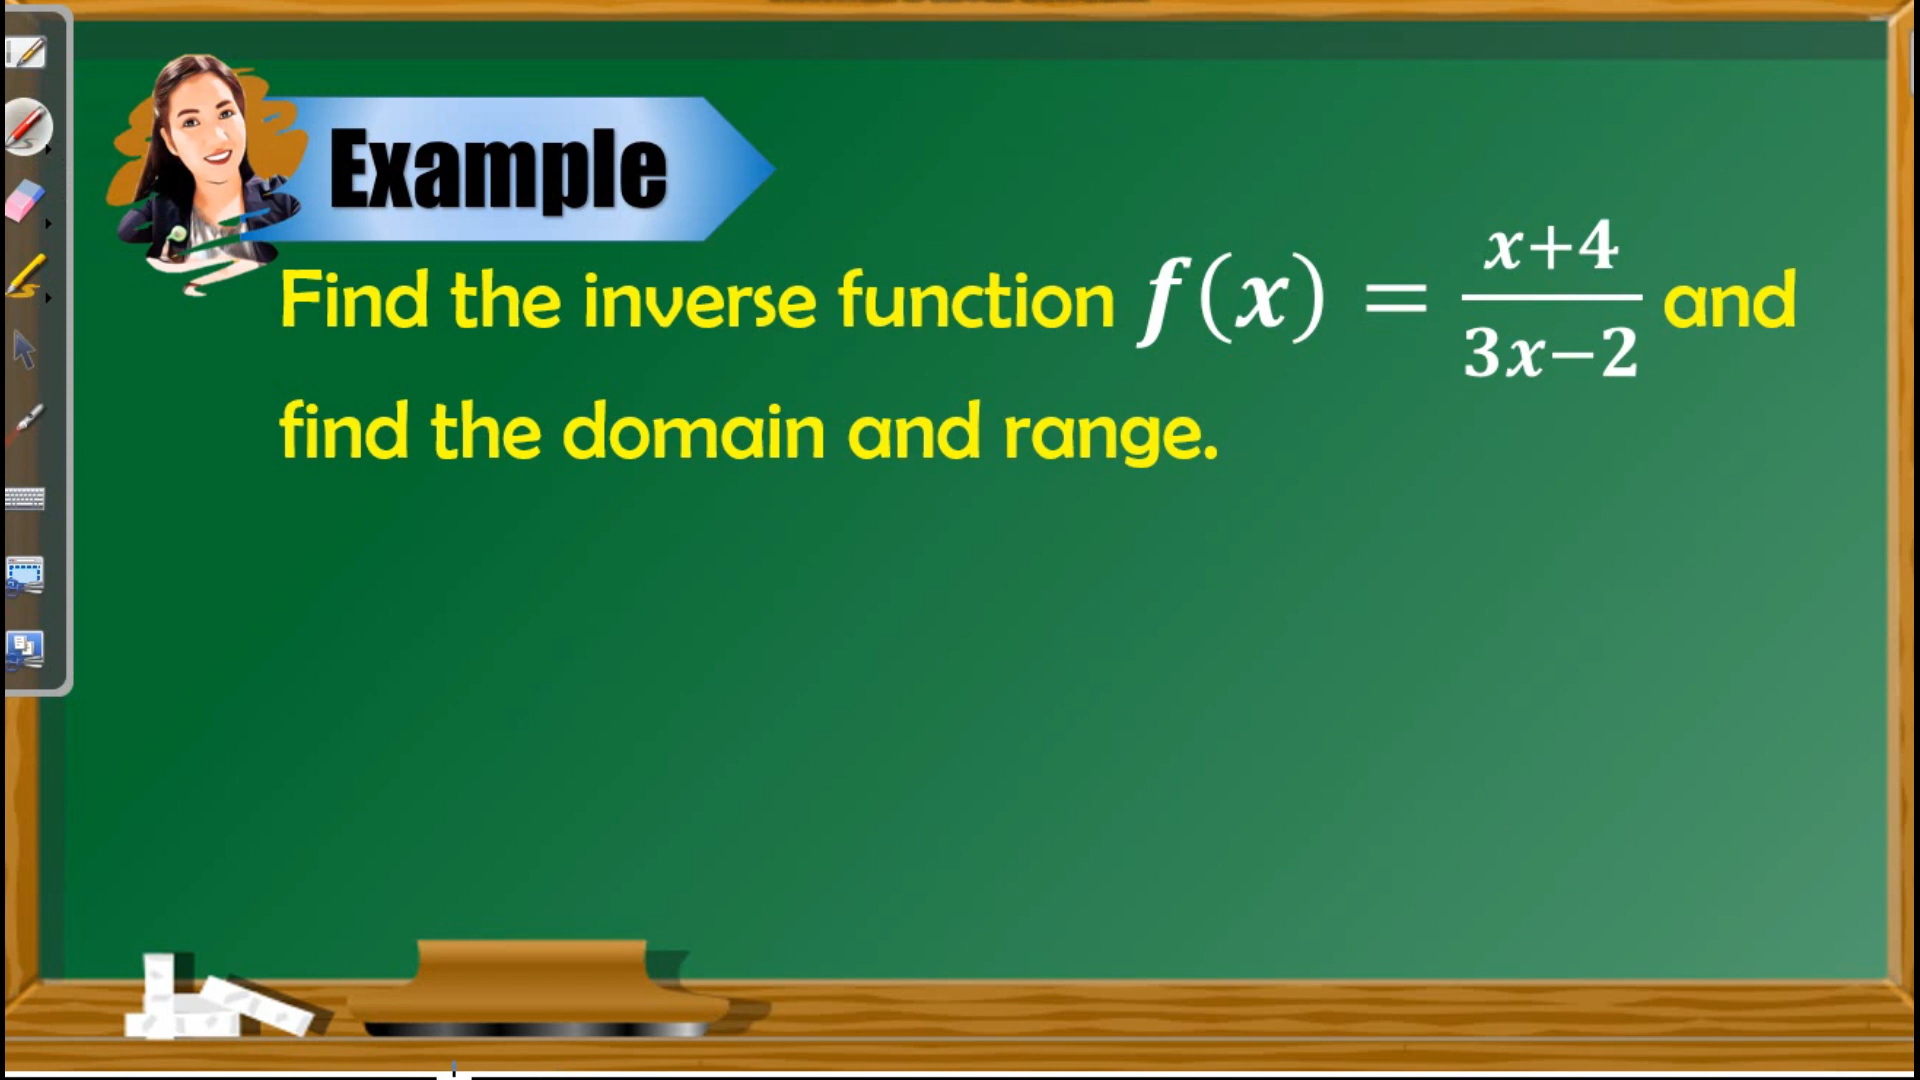 Example
Find the inverse function f(x) = x+4/3x−2 and
find the domain and range.